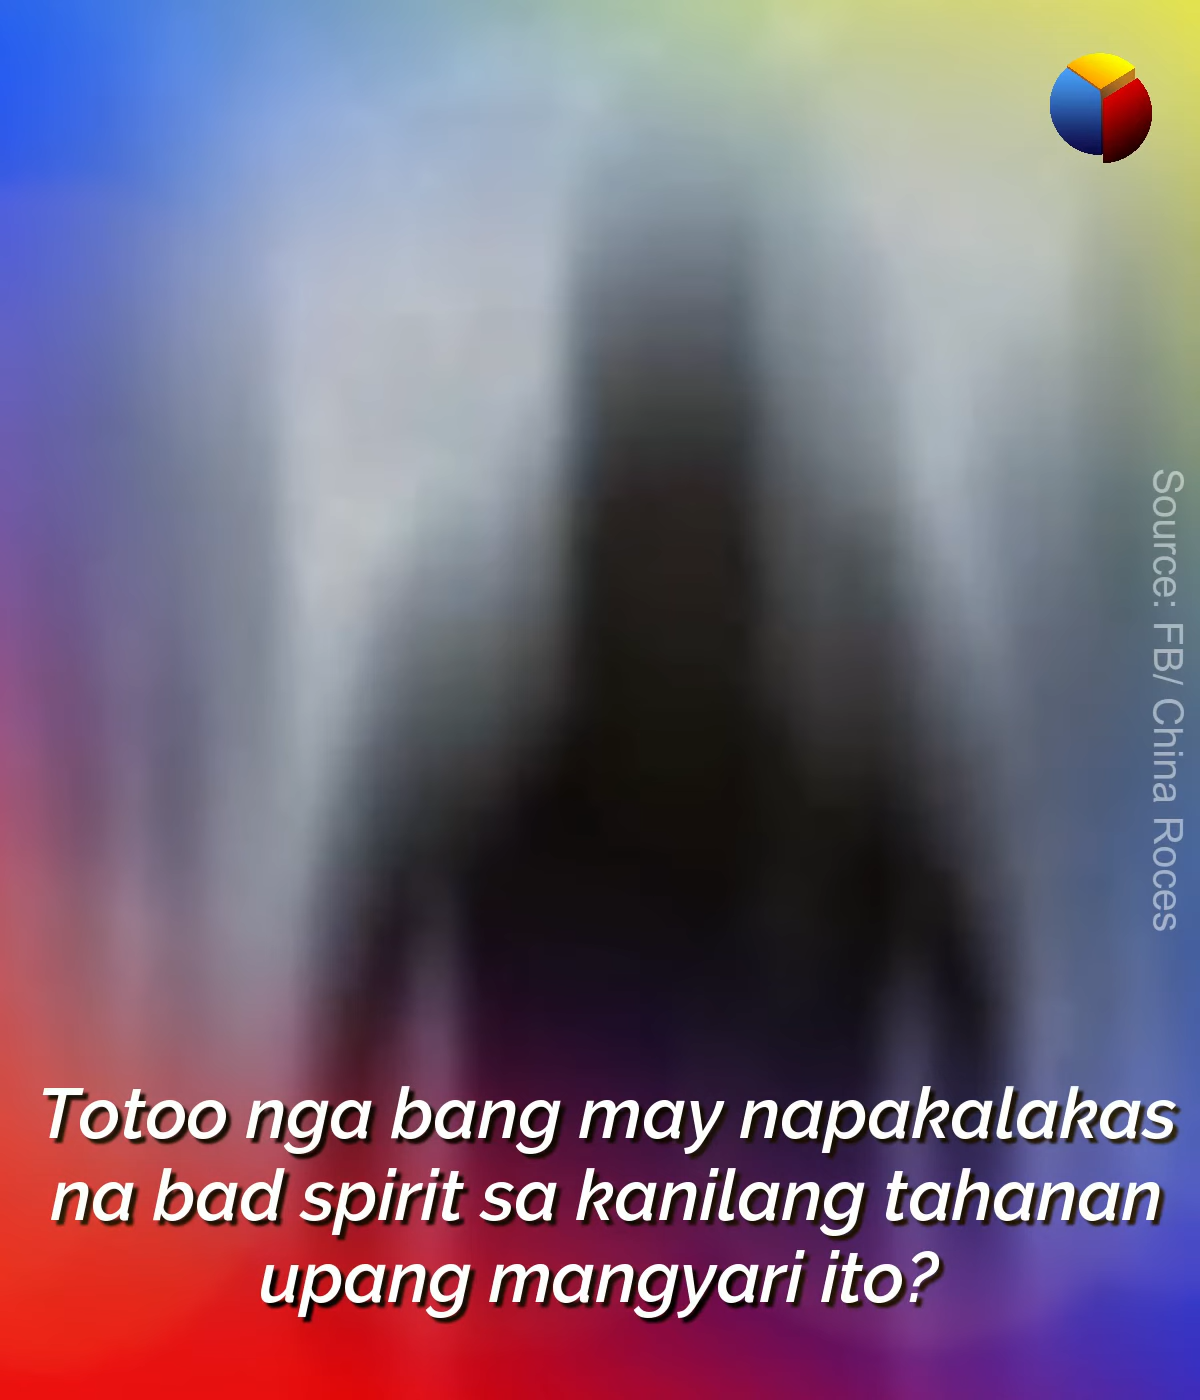 Source: FB/ China Roces
Totoo nga bang may napakalakas
na bad spirit sa kanilang tahanan
upang mangyari ito?